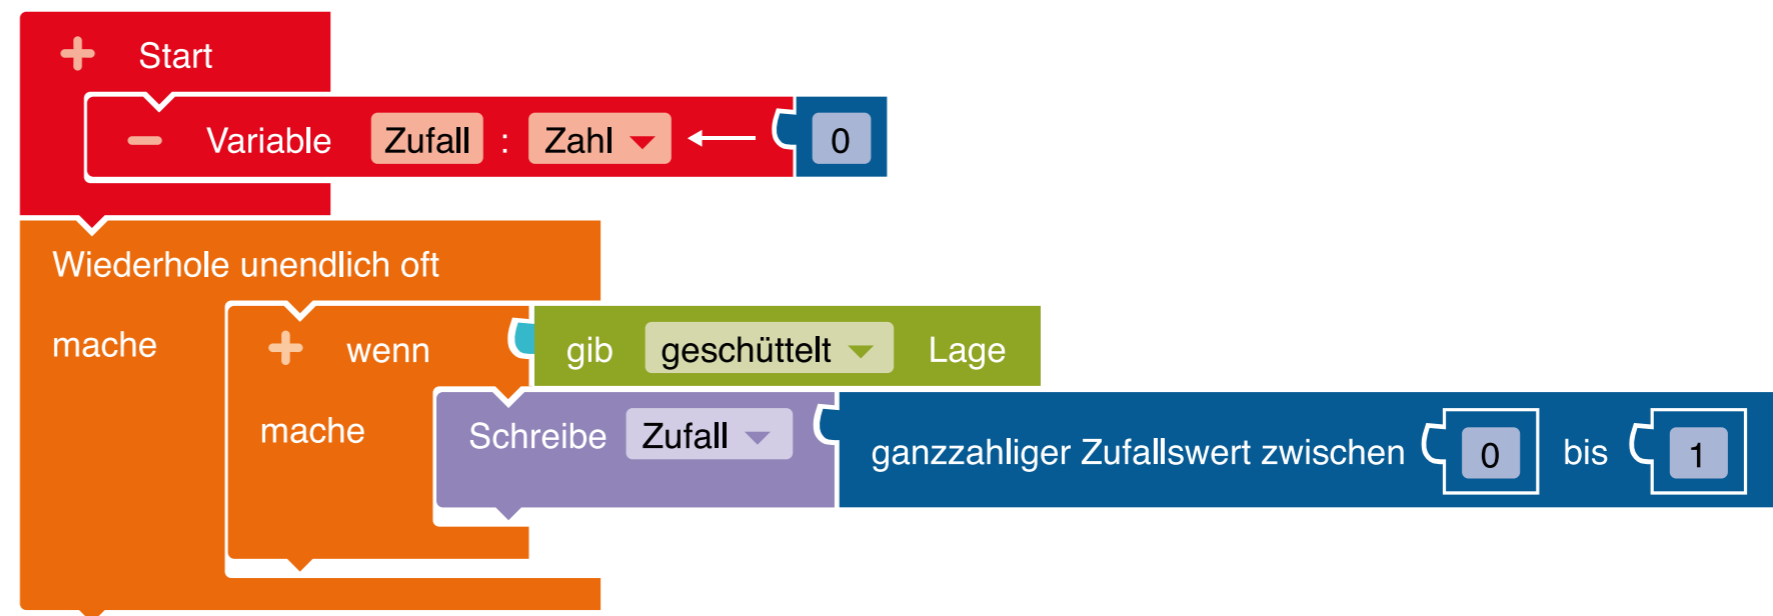 Start
Variable Zufall : Zahl 0
Wiederhole unendlich oft
mache wenn gib geschüttelt Lage
mache Schreibe Zufall ganzzahliger Zufallswert zwischen 0 bis 1